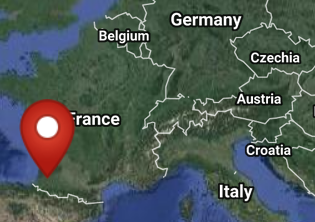 Germany
Belgium
Czechia
France
Austria
Croatia
Italy